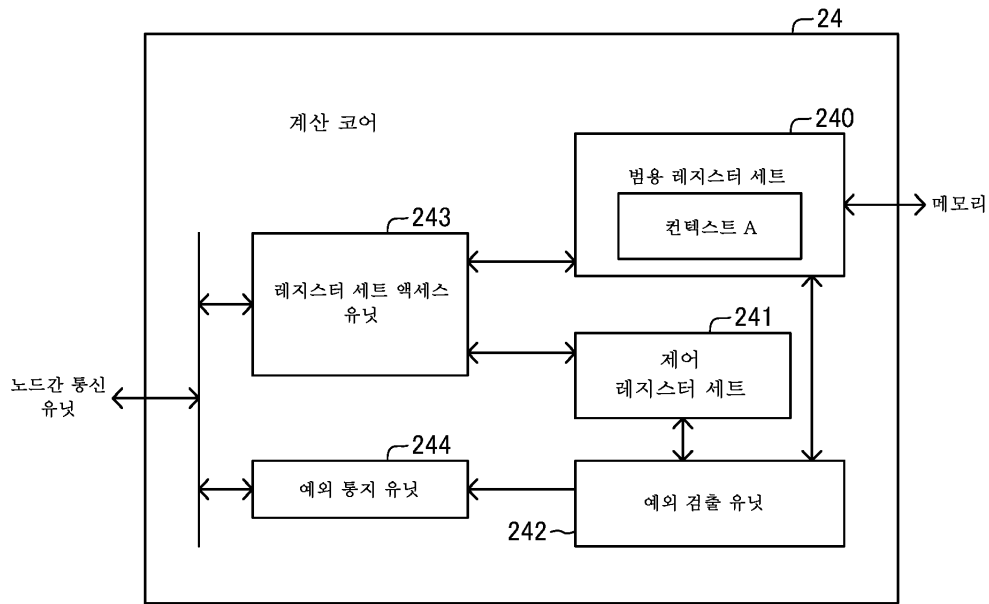 24
계산 코어
240
범용 레지스터 세트
컨텍스트 A
메모리
243
레지스터 세트 액세스
유닛
241
제어
레지스터 세트
노드간 통신
유닛
244
예외 통지 유닛
예외 검출 유닛
242